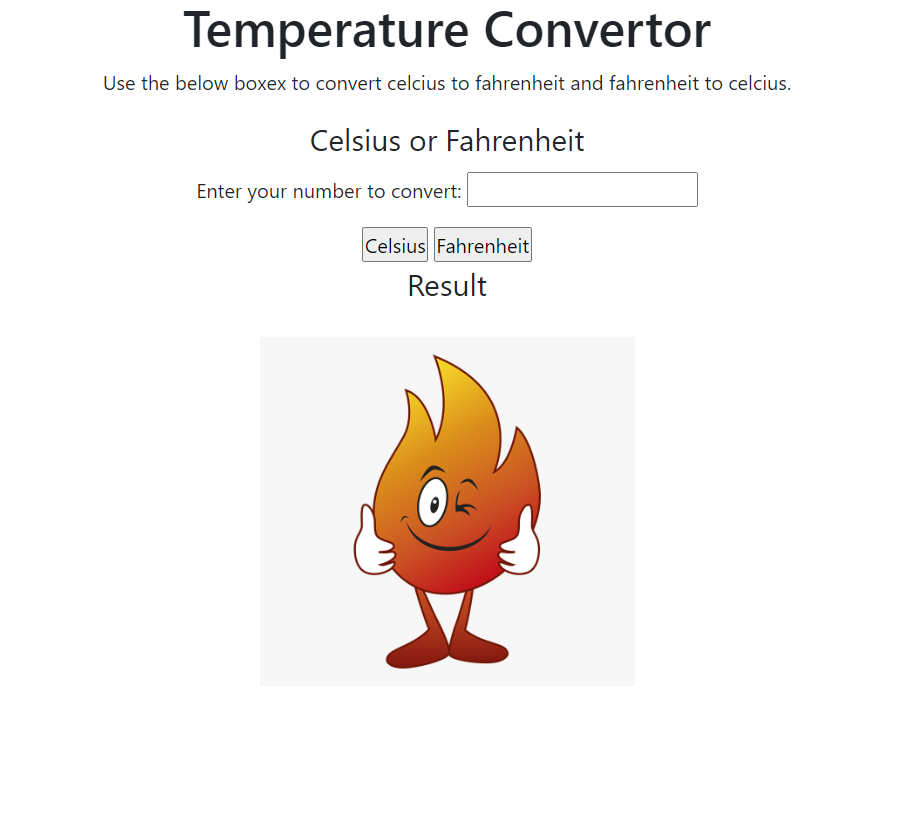 Temperature Convertor
Use the below boxex to convert celcius to fahrenheit and fahrenheit to celcius.
Celsius or Fahrenheit
Enter your number to convert:
Celsius Fahrenheit
Result